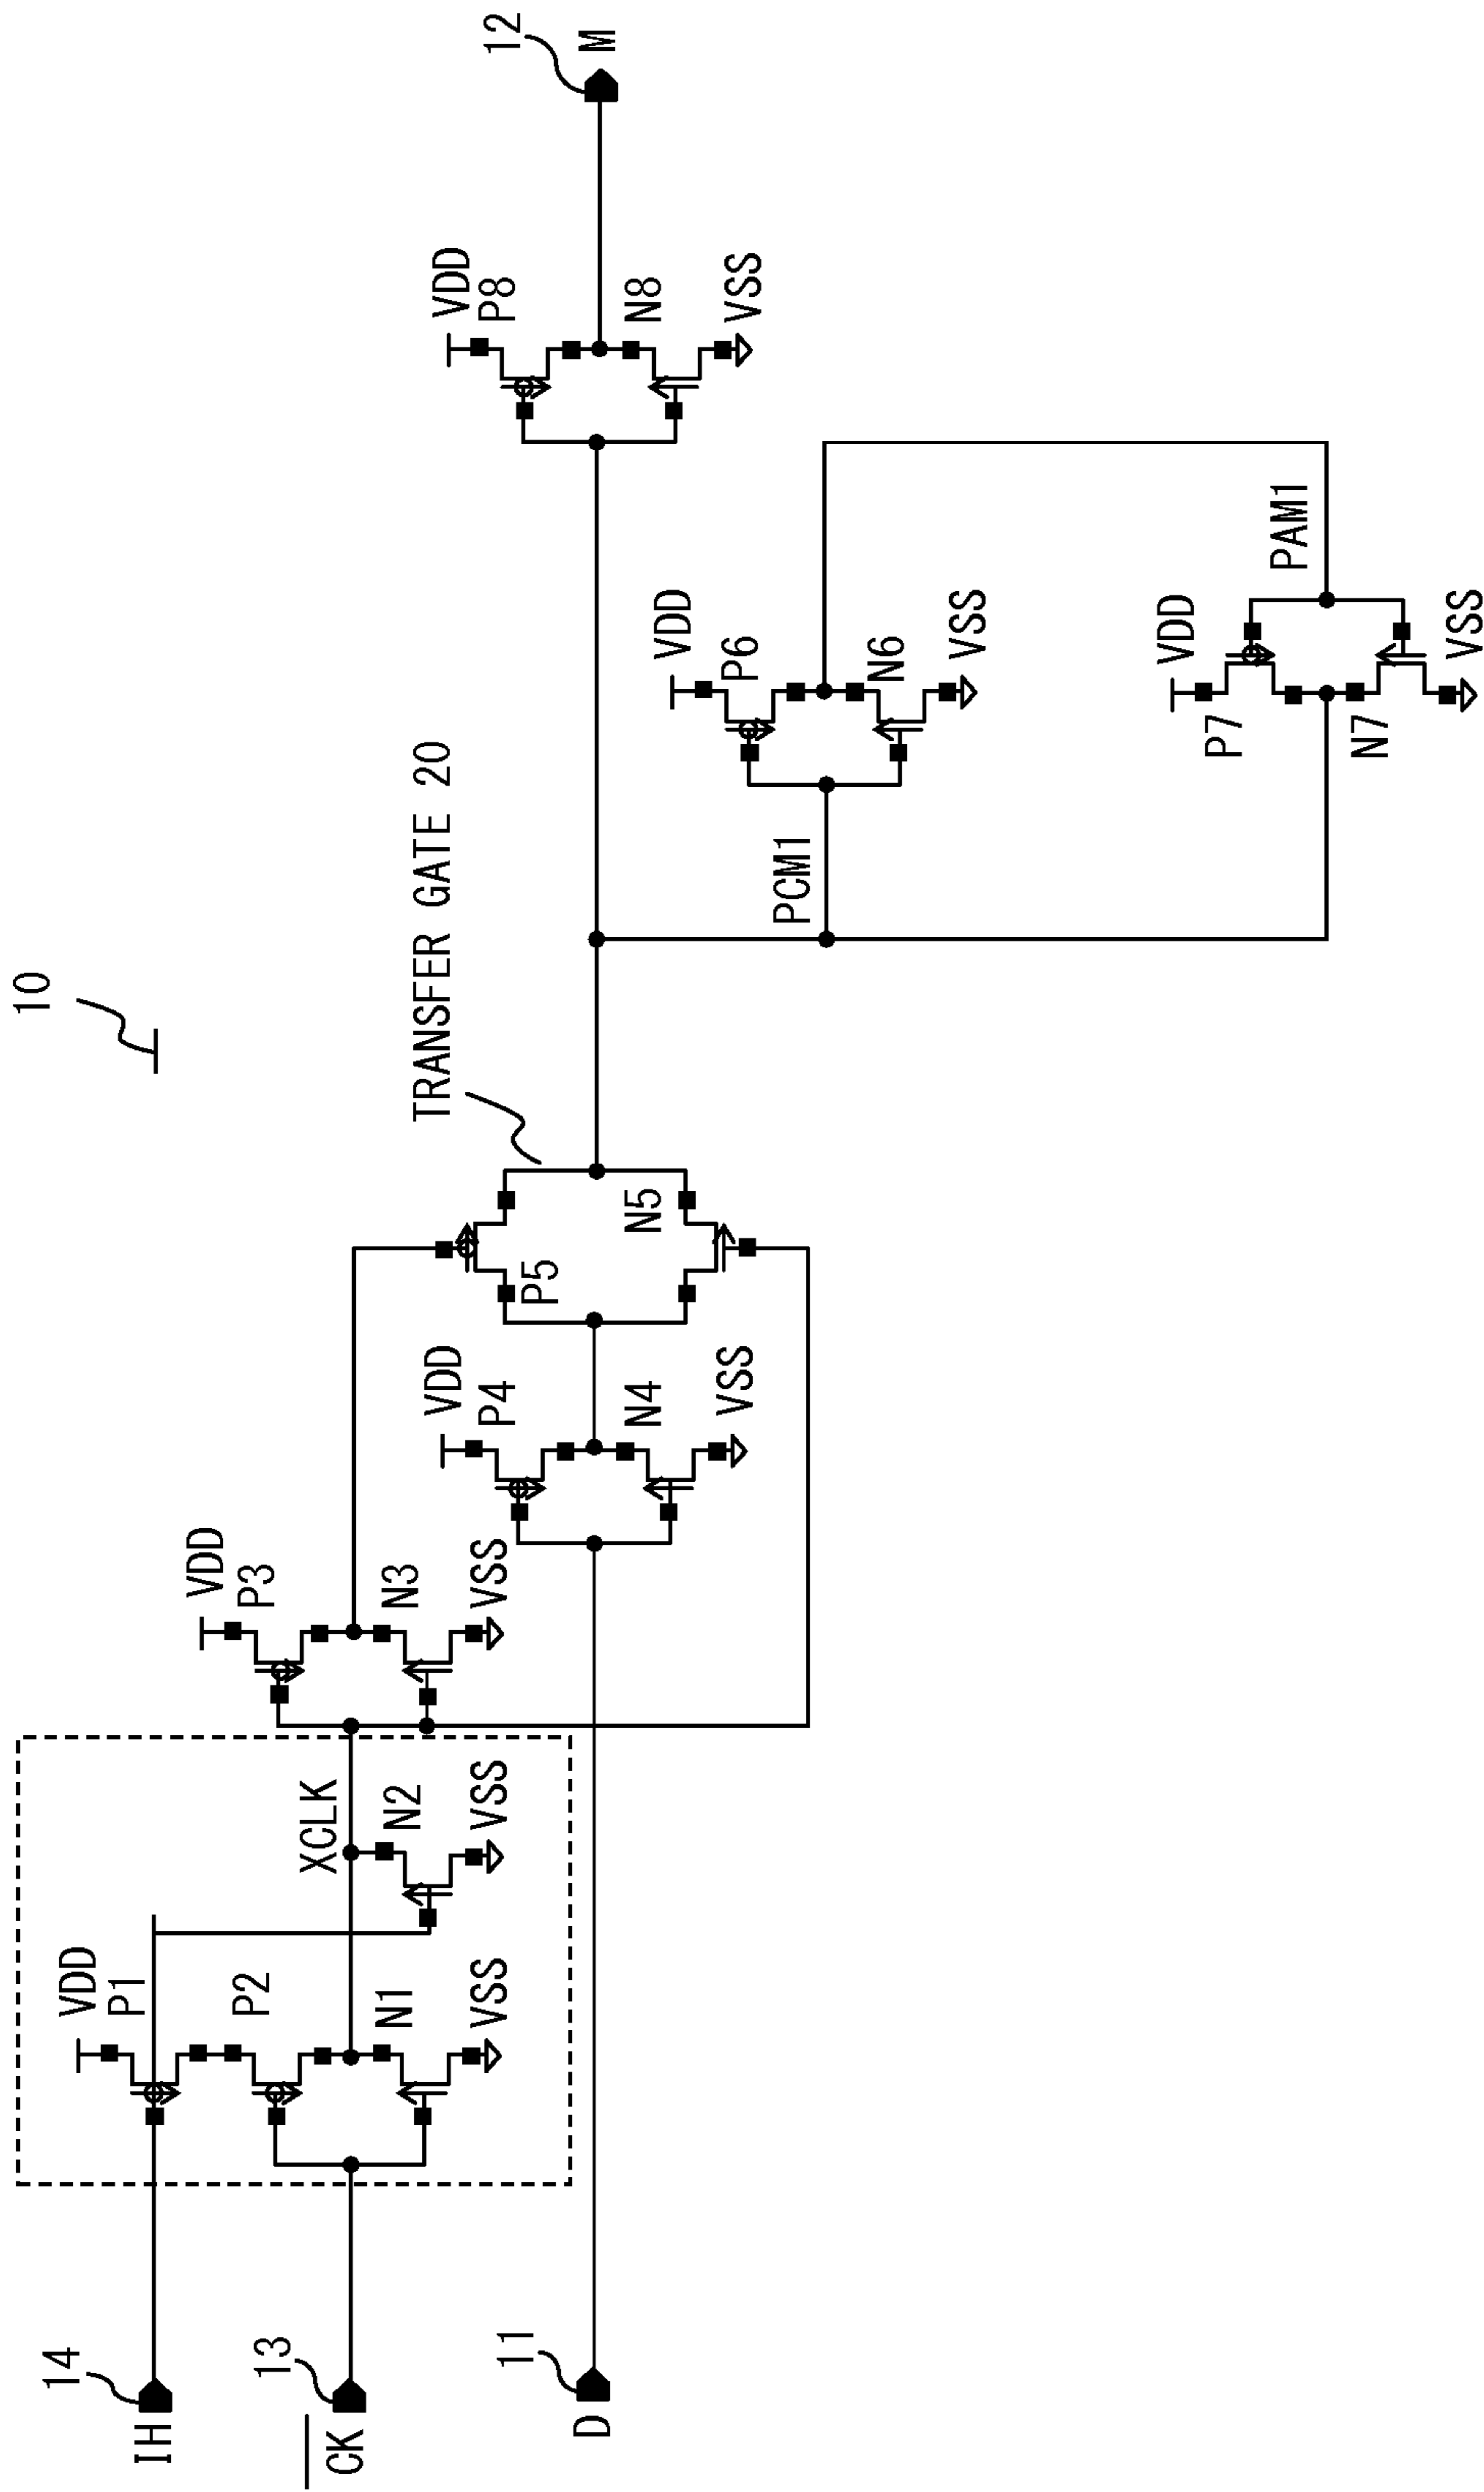 10
14
IH
13
CK
11
D
VDD
P1
P2
N1
VSS
XCLK
N2
VSS
VDD
P3
N3
VSS
VDD
P4
N4
VSS
TRANSFER GATE 20
P5
N5
PCM1
VDD
P6
N6
VSS
PAM1
VDD
P7
N7
VSS
VDD
P8
N8
VSS
12
M